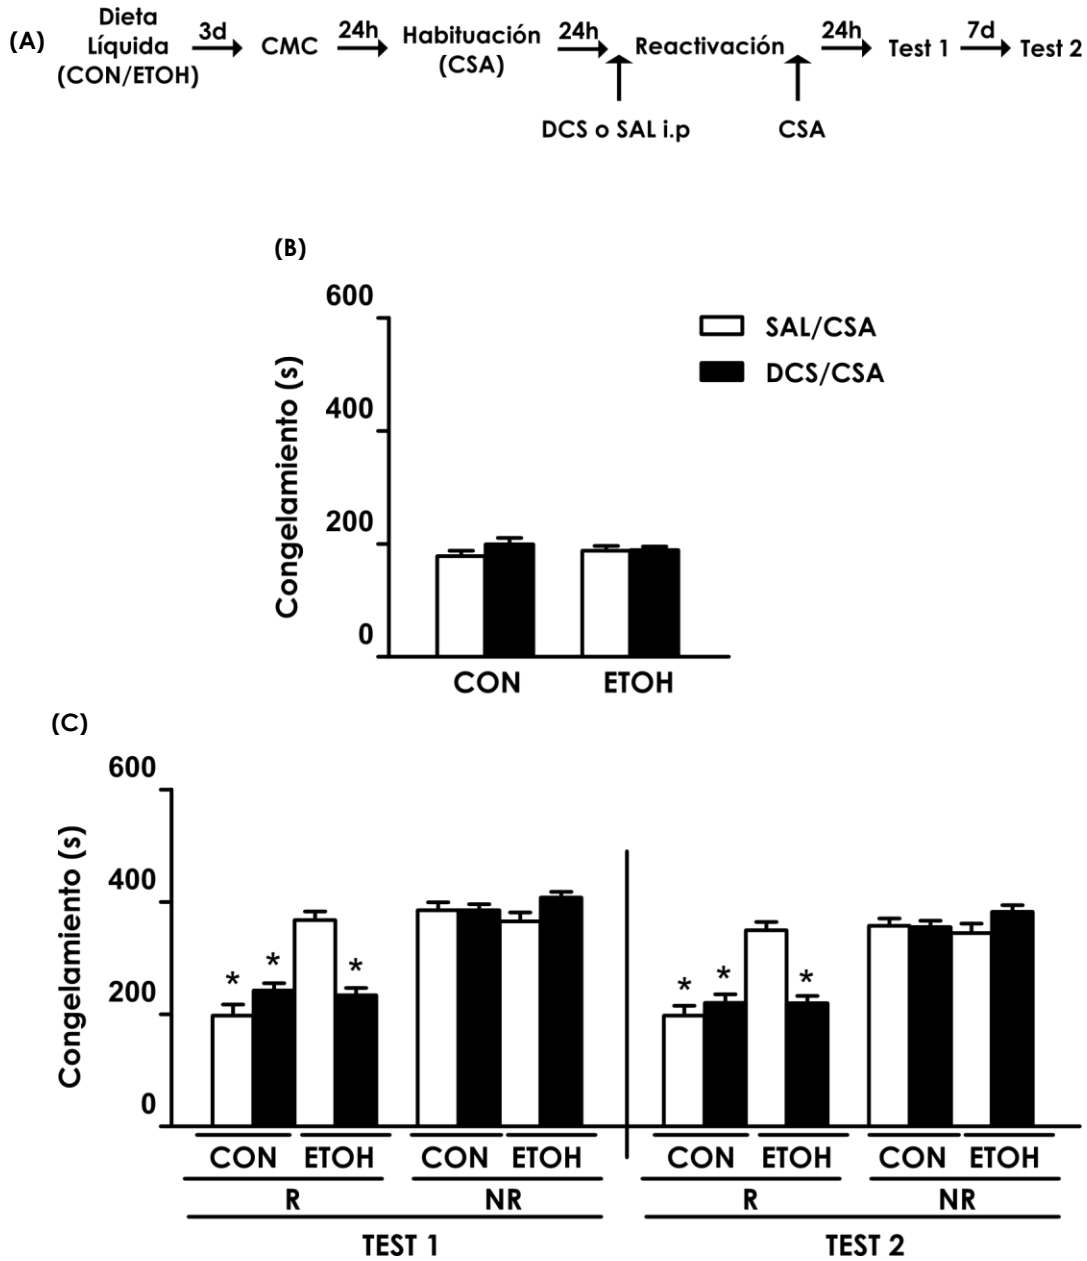 (A)
Dieta
Líquida
(CON/ETOH)
3d
CMC
24h
Habituación
(CSA)
24h
Reactivación
24h
Test 1
7d
Test 2
DCS o SAL i.p
CSA
(B)
600
400
200
0
Congelamiento (s)
SAL/CSA
DCS/CSA
CON
ETOH
(C)
600
400
200
0
Congelamiento (s)
*
*
*
*
*
*
CON
ETOH
CON
ETOH
CON
ETOH
CON
ETOH
R
NR
R
NR
TEST 1
TEST 2